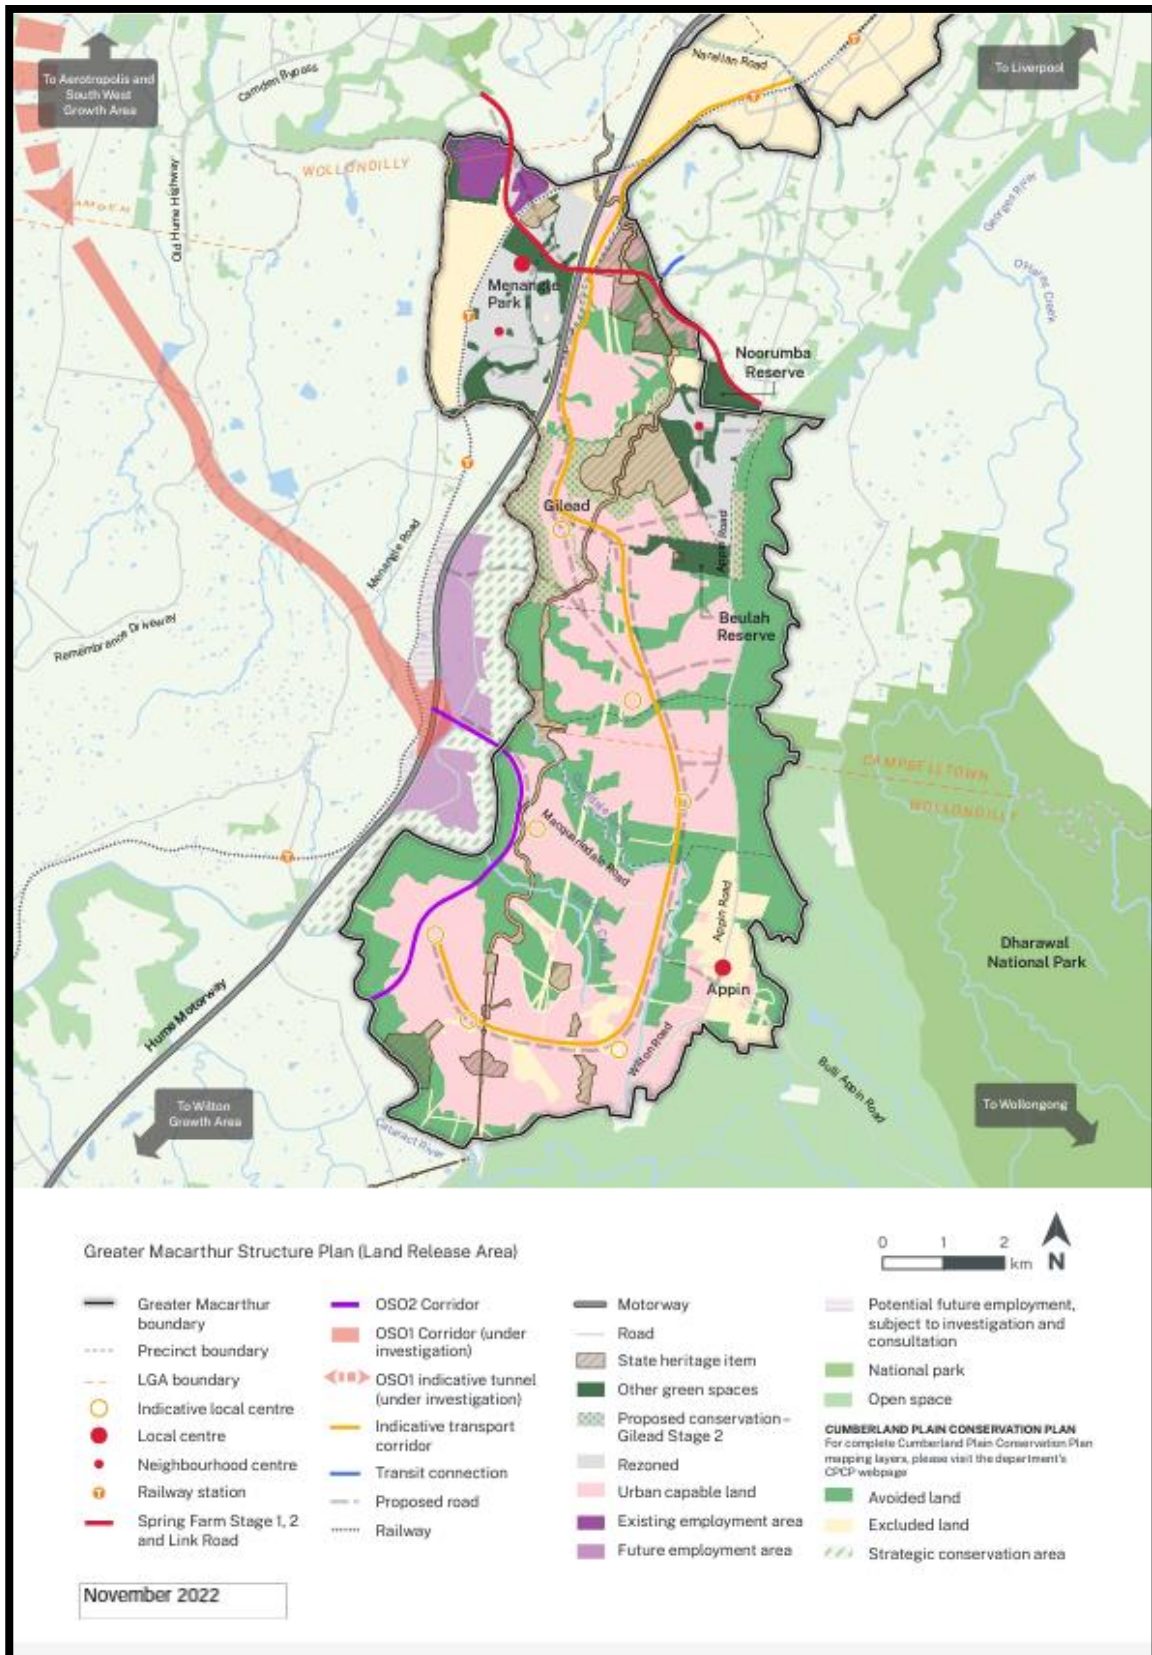 To Aerotropolis and
South West
Growth Area
Camden Bypass
Narellan Road
To Liverpool
WOLLONDILLY
CAMDEN
Old Hume Highway
Georges River
O'Hares Creek
Menangle
Park
Noorumba
Reserve
Gilead
Appin Road
Menangle Road
Remembrance Driveway
Beulah
Reserve
CAMPBELLTOWN
WOLLONDILLY
Macquariedale Road
Appin Road
Dharawal
National Park
Appin
Hume Motorway
Wilton Road
Bulli Appin Road
To Wilton
Growth Area
To Wollongong
Cataract River
Greater Macarthur Structure Plan (Land Release Area)
0 1 2
km
N
Greater Macarthur
boundary
Precinct boundary
LGA boundary
Indicative local centre
Local centre
Neighbourhood centre
T
Railway station
Spring Farm Stage 1, 2
and Link Road
OSO2 Corridor
OSO1 Corridor (under
investigation)
OSO1 indicative tunnel
(under investigation)
Indicative transport
corridor
Transit connection
Proposed road
Railway
Motorway
Road
State heritage item
Other green spaces
Proposed conservation –
Gilead Stage 2
Rezoned
Urban capable land
Existing employment area
Future employment area
Potential future employment,
subject to investigation and
consultation
National park
Open space
CUMBERLAND PLAIN CONSERVATION PLAN
For complete Cumberland Plain Conservation Plan
mapping layers, please visit the department's
CPCP webpage
Avoided land
Excluded land
Strategic conservation area
November 2022